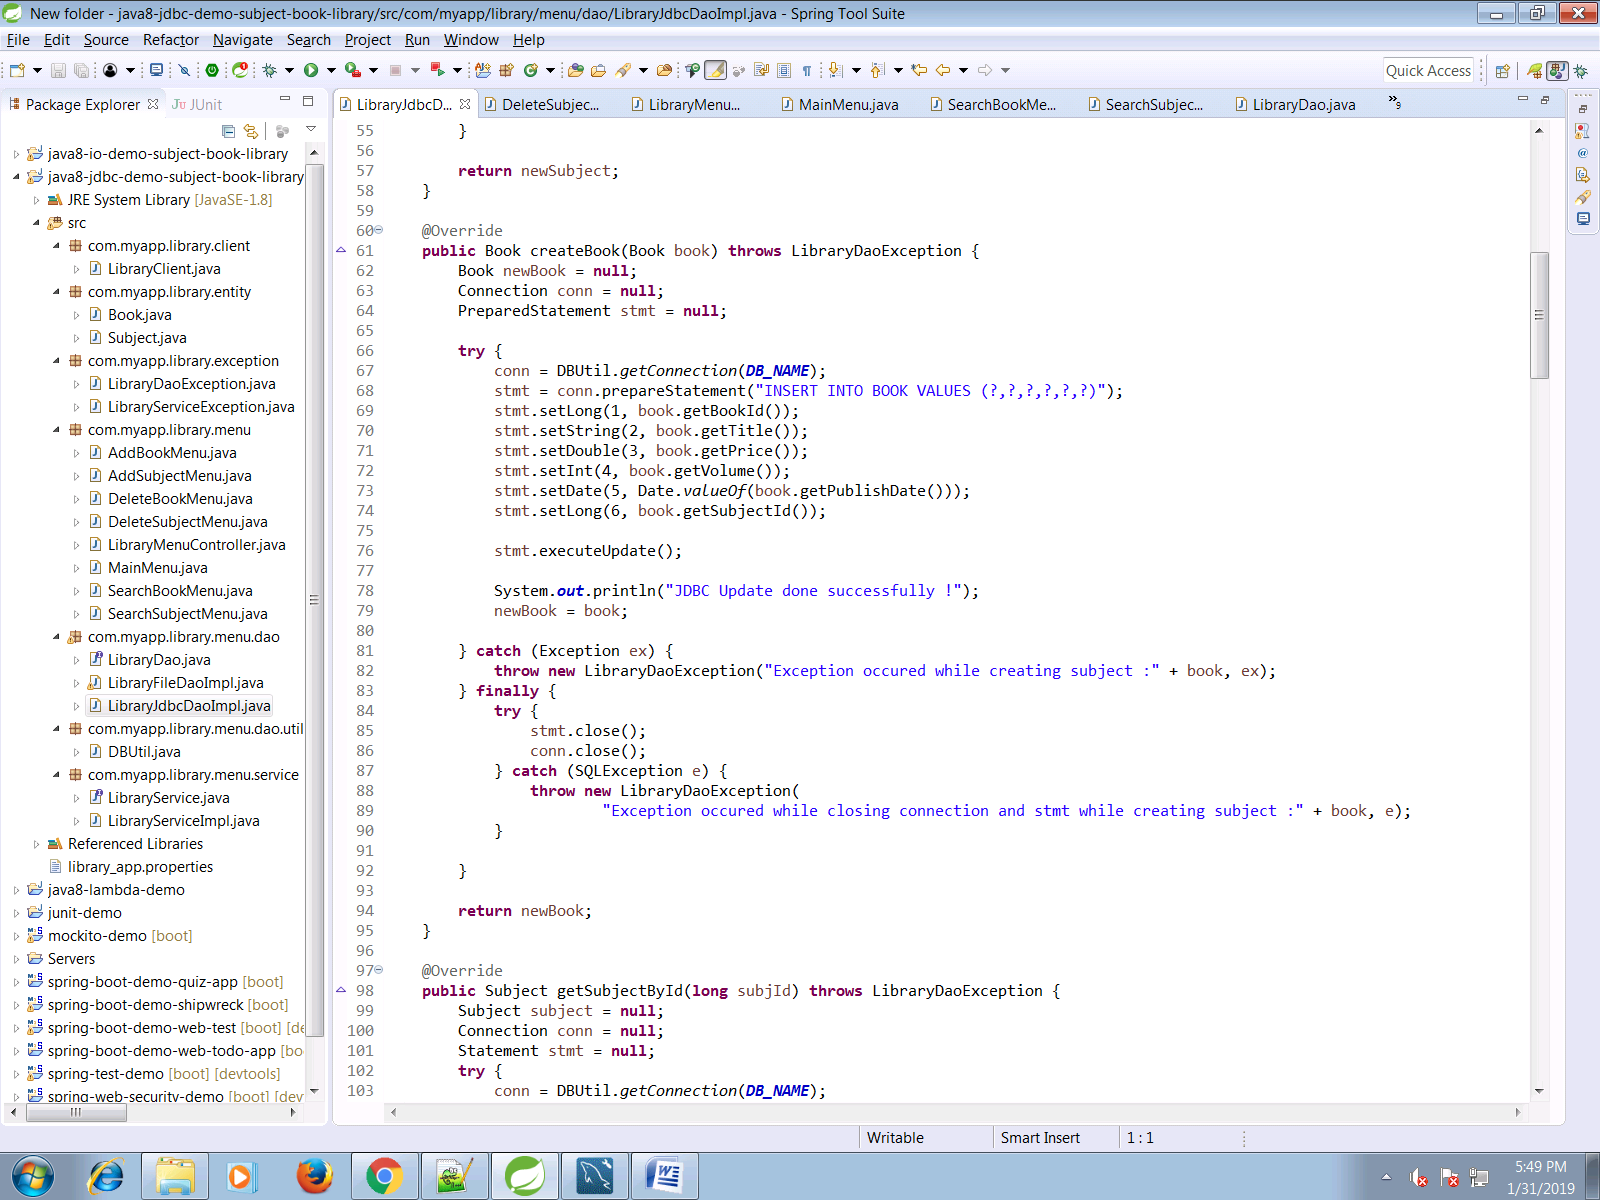 New folder - java8-jdbc-demo-subject-book-library/src/com/myapp/library/menu/dao/LibraryJdbcDaoImpl.java - Spring Tool Suite
File Edit Source Refactor Navigate Search Project Run Window Help
Quick Access
Package Explorer JUnit
LibraryJdbcD... DeleteSubjec... LibraryMenu... MainMenu.java SearchBookMe... SearchSubjec... LibraryDao.java »9
java8-io-demo-subject-book-library
java8-jdbc-demo-subject-book-library
JRE System Library [JavaSE-1.8]
src
com.myapp.library.client
LibraryClient.java
com.myapp.library.entity
Book.java
Subject.java
com.myapp.library.exception
LibraryDaoException.java
LibraryServiceException.java
com.myapp.library.menu
AddBookMenu.java
AddSubjectMenu.java
DeleteBookMenu.java
DeleteSubjectMenu.java
LibraryMenuController.java
MainMenu.java
SearchBookMenu.java
SearchSubjectMenu.java
com.myapp.library.menu.dao
LibraryDao.java
LibraryFileDaoImpl.java
LibraryJdbcDaoImpl.java
com.myapp.library.menu.dao.util
DBUtil.java
com.myapp.library.menu.service
LibraryService.java
LibraryServiceImpl.java
Referenced Libraries
library_app.properties
java8-lambda-demo
junit-demo
mockito-demo [boot]
Servers
spring-boot-demo-quiz-app [boot]
spring-boot-demo-shipwreck [boot]
spring-boot-demo-web-test [boot] [de
spring-boot-demo-web-todo-app [bo
spring-test-demo [boot] [devtools]
spring-web-security-demo [boot] [dev
55 }
56
57 return newSubject;
58 }
59
60 @Override
61 public Book createBook(Book book) throws LibraryDaoException {
62 Book newBook = null;
63 Connection conn = null;
64 PreparedStatement stmt = null;
65
66 try {
67 conn = DBUtil.getConnection(DB_NAME);
68 stmt = conn.prepareStatement("INSERT INTO BOOK VALUES (?,?,?,?,?,?)");
69 stmt.setLong(1, book.getBookId());
70 stmt.setString(2, book.getTitle());
71 stmt.setDouble(3, book.getPrice());
72 stmt.setInt(4, book.getVolume());
73 stmt.setDate(5, Date.valueOf(book.getPublishDate()));
74 stmt.setLong(6, book.getSubjectId());
75
76 stmt.executeUpdate();
77
78 System.out.println("JDBC Update done successfully !");
79 newBook = book;
80
81 } catch (Exception ex) {
82 throw new LibraryDaoException("Exception occured while creating subject :" + book, ex);
83 } finally {
84 try {
85 stmt.close();
86 conn.close();
87 } catch (SQLException e) {
88 throw new LibraryDaoException(
89 "Exception occured while closing connection and stmt while creating subject :" + book, e);
90 }
91
92 }
93
94 return newBook;
95 }
96
97 @Override
98 public Subject getSubjectById(long subjId) throws LibraryDaoException {
99 Subject subject = null;
100 Connection conn = null;
101 Statement stmt = null;
102 try {
103 conn = DBUtil.getConnection(DB_NAME);
Writable Smart Insert 1 : 1
5:49 PM
1/31/2019